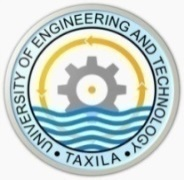 UNIVERSITY OF ENGINEERING AND TECHNOLOGY
• TAXILA •